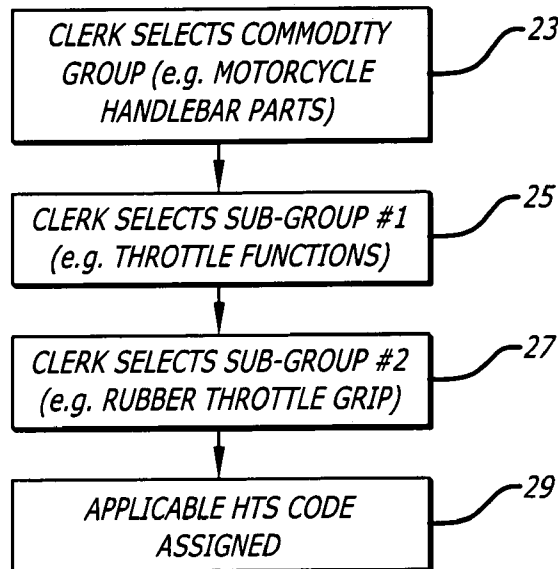 CLERK SELECTS COMMODITY
GROUP (e.g. MOTORCYCLE
HANDLEBAR PARTS)
23
CLERK SELECTS SUB-GROUP #1
(e.g. THROTTLE FUNCTIONS)
25
CLERK SELECTS SUB-GROUP #2
(e.g. RUBBER THROTTLE GRIP)
27
APPLICABLE HTS CODE
ASSIGNED
29